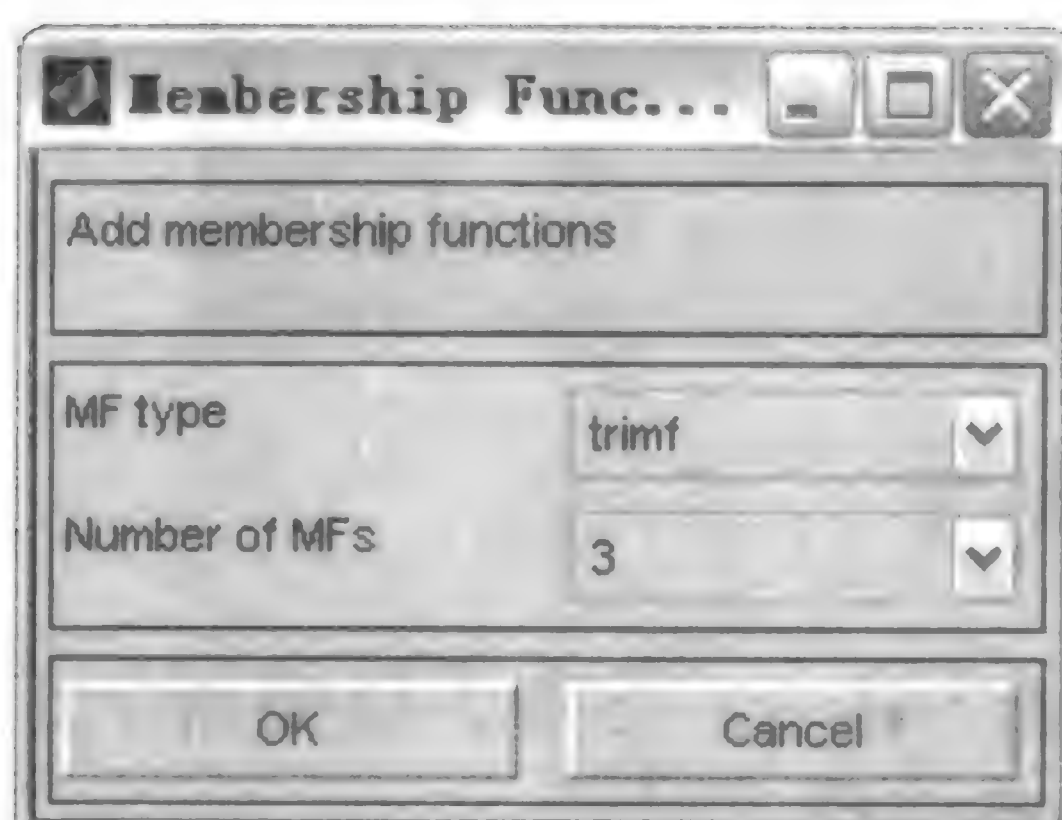 Membership Func...
Add membership functions
MF type
trimf
Number of MFs
3
OK
Cancel